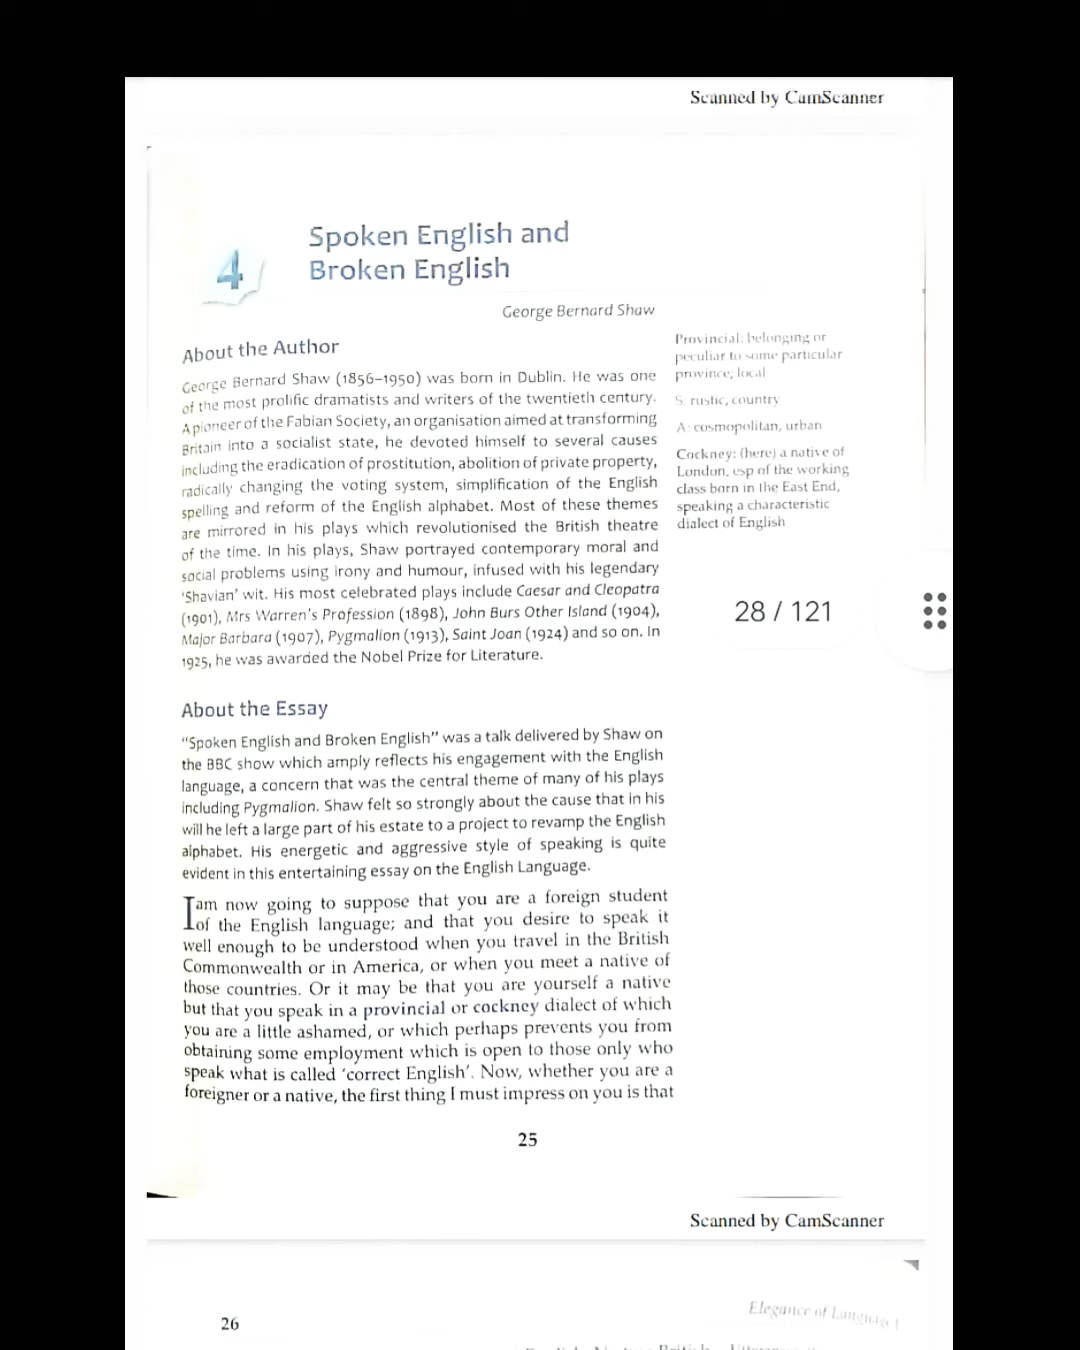 Scanned by CamScanner
4
Spoken English and
Broken English
George Bernard Shaw
About the Author
George Bernard Shaw (1856–1950) was born in Dublin. He was one
of the most prolific dramatists and writers of the twentieth century.
A pioneer of the Fabian Society, an organisation aimed at transforming
Britain into a socialist state, he devoted himself to several causes
including the eradication of prostitution, abolition of private property,
radically changing the voting system, simplification of the English
spelling and reform of the English alphabet. Most of these themes
are mirrored in his plays which revolutionised the British theatre
of the time. In his plays, Shaw portrayed contemporary moral and
social problems using irony and humour, infused with his legendary
'Shavian' wit. His most celebrated plays include Caesar and Cleopatra
(1901), Mrs Warren's Profession (1898), John Burs Other Island (1904),
Major Barbara (1907), Pygmalion (1913), Saint Joan (1924) and so on. In
1925, he was awarded the Nobel Prize for Literature.
Provincial: belonging or
peculiar to some particular
province; local
S: rustic, country
A: cosmopolitan, urban
Cockney: (here) a native of
London, esp of the working
class born in the East End,
speaking a characteristic
dialect of English
28 / 121
About the Essay
"Spoken English and Broken English" was a talk delivered by Shaw on
the BBC show which amply reflects his engagement with the English
language, a concern that was the central theme of many of his plays
including Pygmalion. Shaw felt so strongly about the cause that in his
will he left a large part of his estate to a project to revamp the English
alphabet. His energetic and aggressive style of speaking is quite
evident in this entertaining essay on the English Language.
I am now going to suppose that you are a foreign student
of the English language; and that you desire to speak it
well enough to be understood when you travel in the British
Commonwealth or in America, or when you meet a native of
those countries. Or it may be that you are yourself a native
but that you speak in a provincial or cockney dialect of which
you are a little ashamed, or which perhaps prevents you from
obtaining some employment which is open to those only who
speak what is called 'correct English'. Now, whether you are a
foreigner or a native, the first thing I must impress on you is that
25
Scanned by CamScanner
26
Elegance of Language